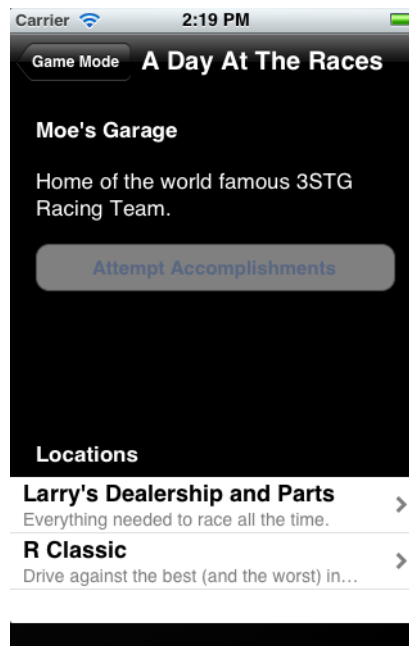 Carrier 2:19 PM
Game Mode A Day At The Races
Moe's Garage
Home of the world famous 3STG
Racing Team.
Attempt Accomplishments
Locations
Larry's Dealership and Parts
Everything needed to race all the time.
R Classic
Drive against the best (and the worst) in…